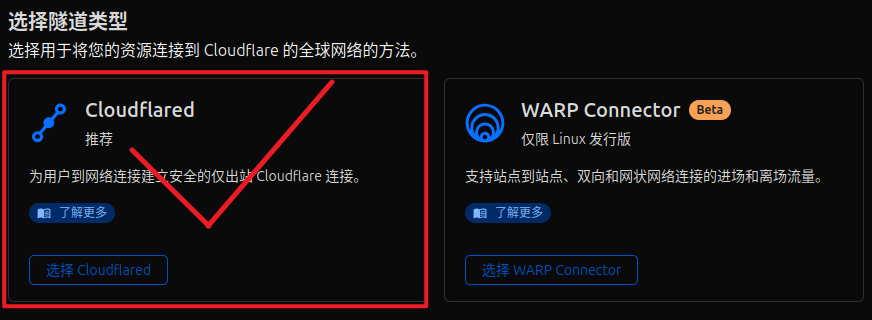 选择隧道类型
选择用于将您的资源连接到 Cloudflare 的全球网络的方法。
Cloudflared
推荐
为用户到网络连接建立安全的仅出站 Cloudflare 连接。
了解更多
选择 Cloudflared
WARP Connector Beta
仅限 Linux 发行版
支持站点到站点、双向和网状网络连接的进场和离场流量。
了解更多
选择 WARP Connector